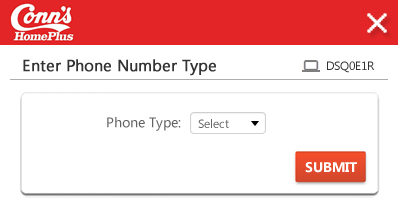 Conn's
HomePlus
Enter Phone Number Type
DSQ0E1R
Phone Type: Select
SUBMIT